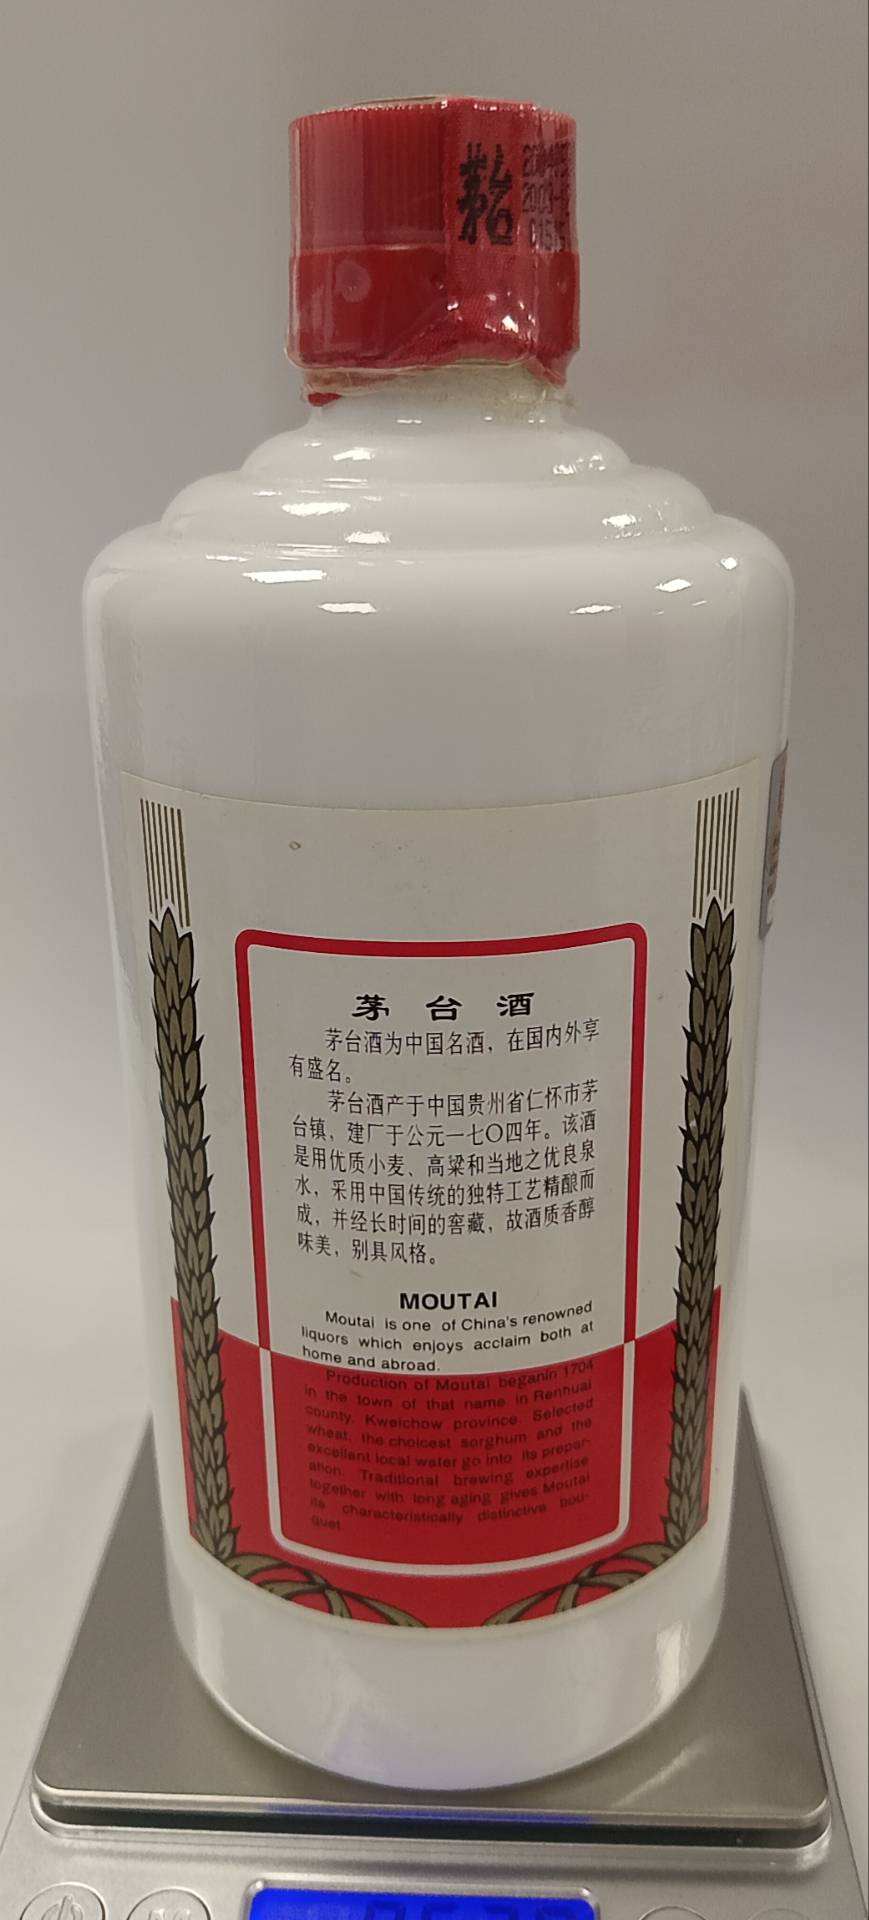 茅台
茅台酒
茅台酒为中国名酒，在国内外享
有盛名。
茅台酒产于中国贵州省仁怀市茅
台镇，建厂于公元一七〇四年。该酒
是用优质小麦、高粱和当地之优良泉
水，采用中国传统的独特工艺精酿而
成，并经长时间的窖藏，故酒质香醇
味美，别具风格。
MOUTAI
Moutai is one of China's renowned
liquors which enjoys acclaim both at
home and abroad.
Production of Moutai beganin 1704
in the town of that name in Renhuai
county. Kweichow province. Selected
wheat, the choicest sorghum and the
excellent local water go into its prepar-
ation. Traditional brewing expertise
together with long aging gives Moutai
its characteristically distinctive bou-
quet.